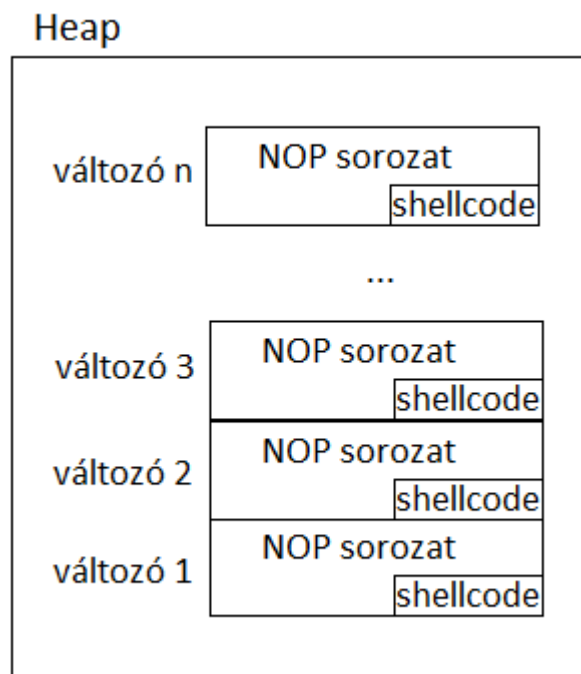 Heap
változó n
NOP sorozat
shellcode
...
változó 3
NOP sorozat
shellcode
változó 2
NOP sorozat
shellcode
változó 1
NOP sorozat
shellcode